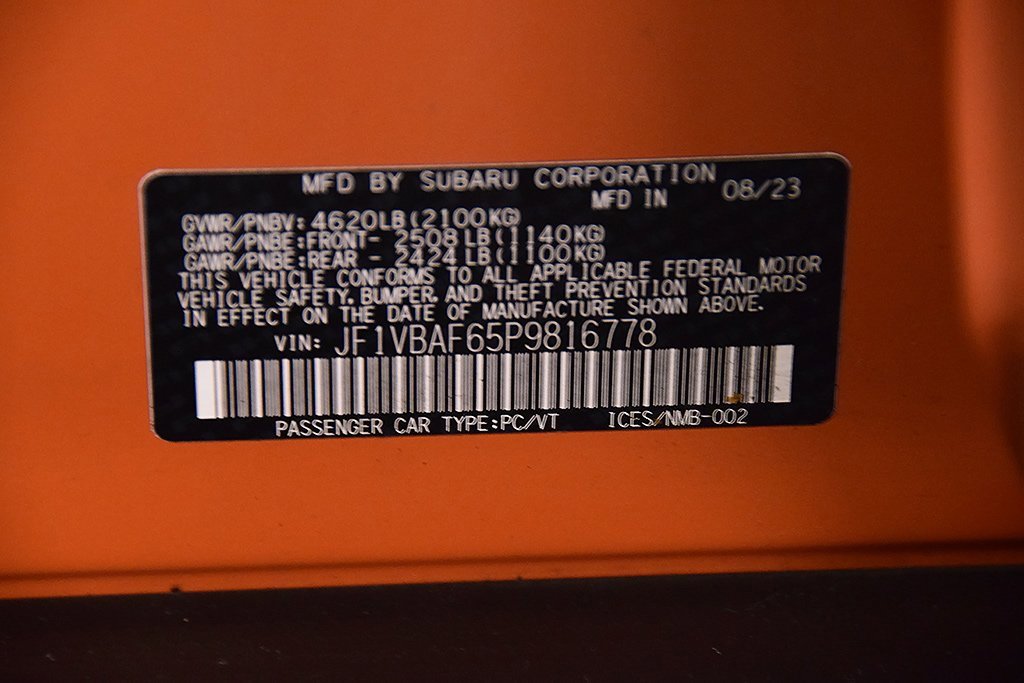 MFD BY SUBARU CORPORATION
MFD IN 08/23
GVWR/PNBV: 4620LB(2100KG)
GAWR/PNBE:FRONT- 2508LB(1140KG)
GAWR/PNBE:REAR - 2424LB(1100KG)
THIS VEHICLE CONFORMS TO ALL APPLICABLE FEDERAL MOTOR
VEHICLE SAFETY, BUMPER, AND THEFT PREVENTION STANDARDS
IN EFFECT ON THE DATE OF MANUFACTURE SHOWN ABOVE.
VIN: JF1VBAF65P9816778
PASSENGER CAR TYPE:PC/VT ICES/NMB-002